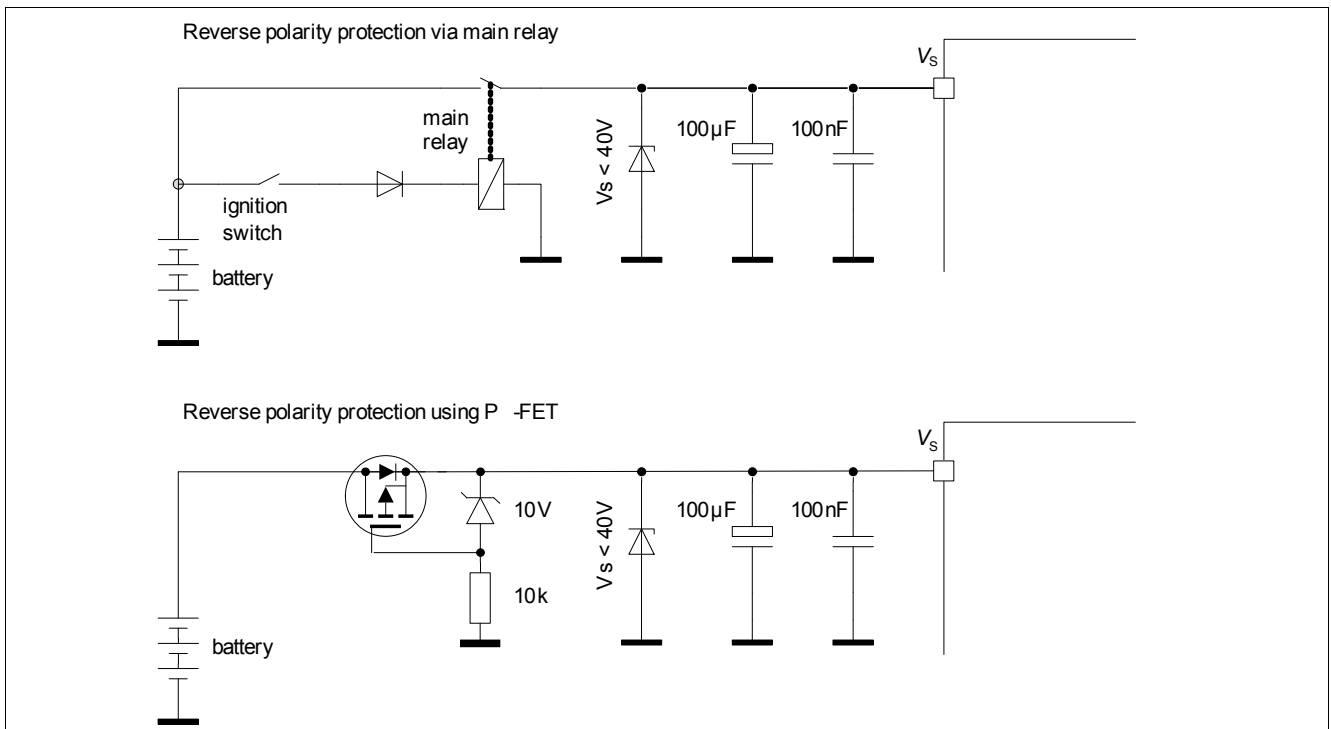 Reverse polarity protection via main relay
VS
main
relay
Vs < 40V
100µF
100nF
ignition
switch
battery
Reverse polarity protection using P -FET
VS
10V
Vs < 40V
100µF
100nF
10k
battery